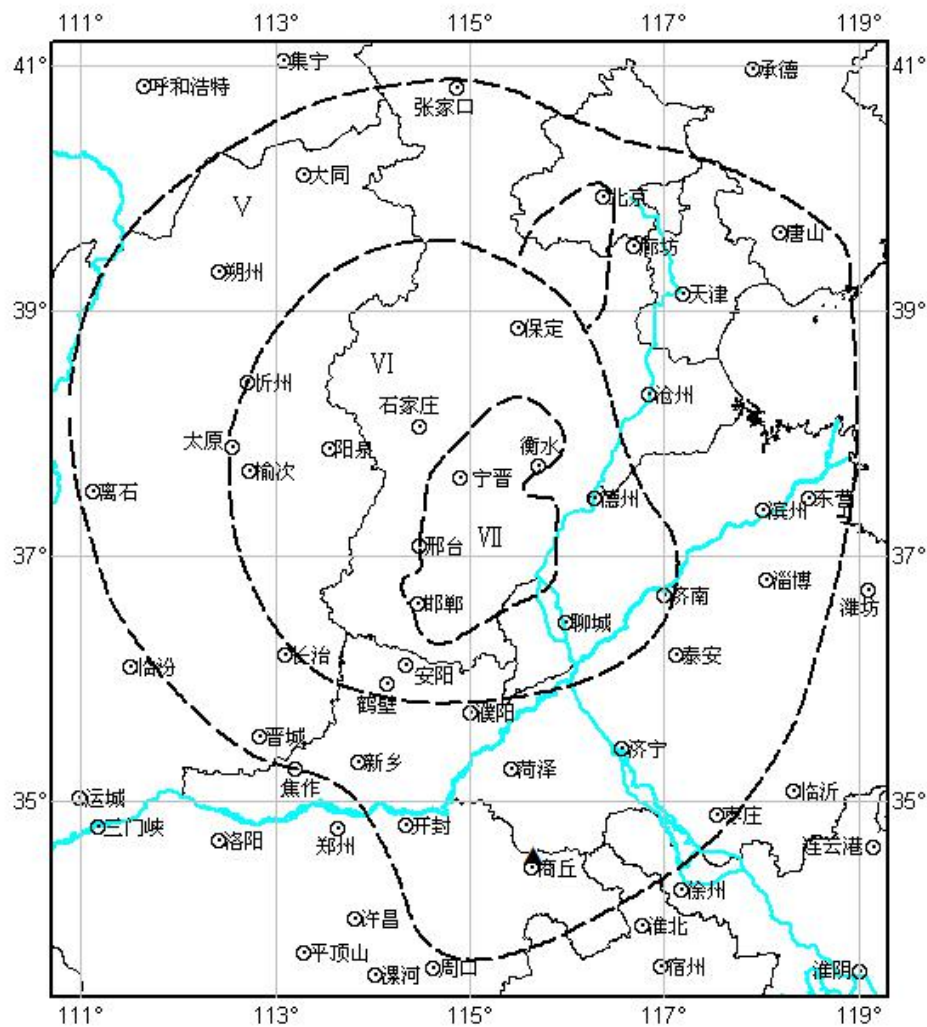 111° 113° 115° 117° 119°
41°
集宁
承德
呼和浩特
张家口
大同
北京
V
唐山
廊坊
朔州
天津
39° 39°
保定
VI
忻州
沧州
石家庄
太原
阳泉
衡水
榆次
宁晋
离石
德州
东营
滨州
VII
邢台
37° 37°
淄博
潍坊
邯郸
济南
聊城
长治
泰安
临汾
安阳
鹤壁
濮阳
晋城
济宁
新乡
菏泽
焦作
临沂
运城
35° 35°
枣庄
三门峡
开封
郑州
洛阳
连云港
商丘
徐州
许昌
淮北
平顶山
周口
宿州
漯河
淮阴
111° 113° 115° 117° 119°
41°